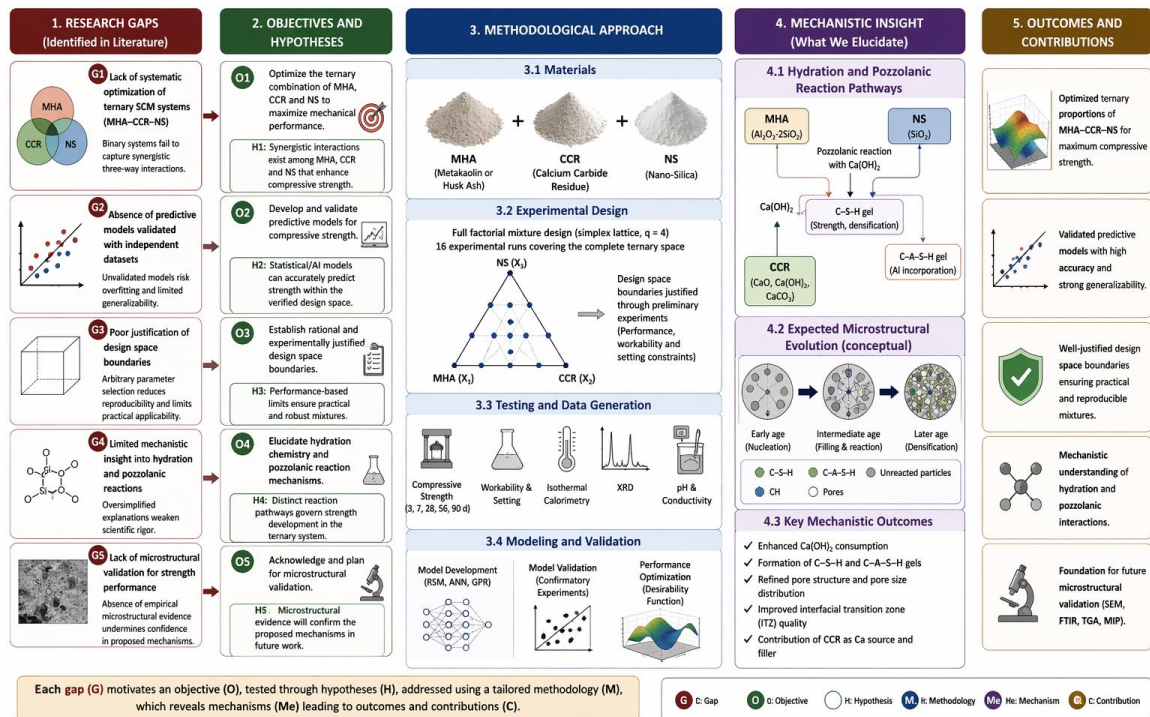 1. RESEARCH GAPS
(Identified in Literature)
G1
Lack of systematic
optimization of
ternary SCM systems
(MHA–CCR–NS)
MHA
CCR
NS
Binary systems fail to
capture synergistic
three-way interactions.
G2
Absence of predictive
models validated
with independent
datasets
Unvalidated models risk
overfitting and limited
generalizability.
G3
Poor justification of
design space
boundaries
Arbitrary parameter
selection reduces
reproducibility and limits
practical applicability.
G4
Limited mechanistic
insight into hydration
and pozzolanic
reactions
Oversimplified
explanations weaken
scientific rigor.
G5
Lack of microstructural
validation for strength
performance
Absence of empirical
microstructural evidence
undermines confidence
in proposed mechanisms.
2. OBJECTIVES AND
HYPOTHESES
O1
Optimize the ternary
combination of MHA,
CCR and NS to
maximize mechanical
performance.
H1: Synergistic interactions
exist among MHA, CCR
and NS that enhance
compressive strength.
O2
Develop and validate
predictive models for
compressive strength.
H2: Statistical/AI models
can accurately predict
strength within the
verified design space.
O3
Establish rational and
experimentally justified
design space
boundaries.
H3: Performance-based
limits ensure practical
and robust mixtures.
O4
Elucidate hydration
chemistry and
pozzolanic reaction
mechanisms.
H4: Distinct reaction
pathways govern strength
development in the
ternary system.
O5
Acknowledge and plan
for microstructural
validation.
H5 Microstructural
evidence will confirm the
proposed mechanisms in
future work.
3. METHODOLOGICAL APPROACH
3.1 Materials
+
+
MHA
(Metakaolin or
Husk Ash)
CCR
(Calcium Carbide
Residue)
NS
(Nano-Silica)
3.2 Experimental Design
Full factorial mixture design (simplex lattice, q = 4)
16 experimental runs covering the complete ternary space
NS (X₃)
MHA (X₁)
CCR (X₂)
Design space
boundaries justified
through preliminary
experiments
(Performance,
workability and
setting constraints)
3.3 Testing and Data Generation
Compressive
Strength
(3, 7, 28, 56, 90 d)
Workability &
Setting
Isothermal
Calorimetry
XRD
pH &
Conductivity
3.4 Modeling and Validation
Model Development
(RSM, ANN, GPR)
Model Validation
(Confirmatory
Experiments)
Performance
Optimization
(Desirability
Function)
4. MECHANISTIC INSIGHT
(What We Elucidate)
4.1 Hydration and Pozzolanic
Reaction Pathways
MHA
(Al₂O₃·2SiO₂)
NS
(SiO₂)
Pozzolanic reaction
with Ca(OH)₂
Ca(OH)₂
C–S–H gel
(Strength, densification)
C–A–S–H gel
(Al incorporation)
CCR
(CaO, Ca(OH)₂,
CaCO₃)
4.2 Expected Microstructural
Evolution (conceptual)
Early age
(Nucleation)
Intermediate age
(Filling & reaction)
Later age
(Densification)
C–S–H
C–A–S–H
Unreacted particles
CH
Pores
4.3 Key Mechanistic Outcomes
✓ Enhanced Ca(OH)₂ consumption
✓ Formation of C–S–H and C–A–S–H gels
✓ Refined pore structure and pore size
distribution
✓ Improved interfacial transition zone
(ITZ) quality
✓ Contribution of CCR as Ca source and
filler
5. OUTCOMES AND
CONTRIBUTIONS
Optimized ternary
proportions of
MHA–CCR–NS for
maximum compressive
strength.
Validated predictive
models with high
accuracy and
strong generalizability.
Well-justified design
space boundaries
ensuring practical
and reproducible
mixtures.
Mechanistic
understanding of
hydration and
pozzolanic
interactions.
Foundation for future
microstructural
validation (SEM,
FTIR, TGA, MIP).
Each gap (G) motivates an objective (O), tested through hypotheses (H), addressed using a tailored methodology (M),
which reveals mechanisms (Me) leading to outcomes and contributions (C).
G C: Gap
O O: Objective
H: Hypothesis
M. H: Methodology
Me He: Mechanism
C: Contribution